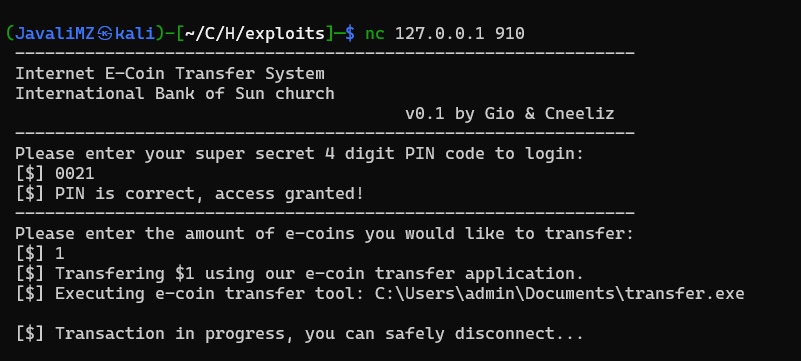 (JavaliMZ㉿kali)-[~/C/H/exploits]─$ nc 127.0.0.1 910
--------------------------------------------------------------
Internet E-Coin Transfer System
International Bank of Sun church
v0.1 by Gio & Cneeliz
--------------------------------------------------------------
Please enter your super secret 4 digit PIN code to login:
[$] 0021
[$] PIN is correct, access granted!
--------------------------------------------------------------
Please enter the amount of e-coins you would like to transfer:
[$] 1
[$] Transfering $1 using our e-coin transfer application.
[$] Executing e-coin transfer tool: C:\Users\admin\Documents\transfer.exe
[$] Transaction in progress, you can safely disconnect...